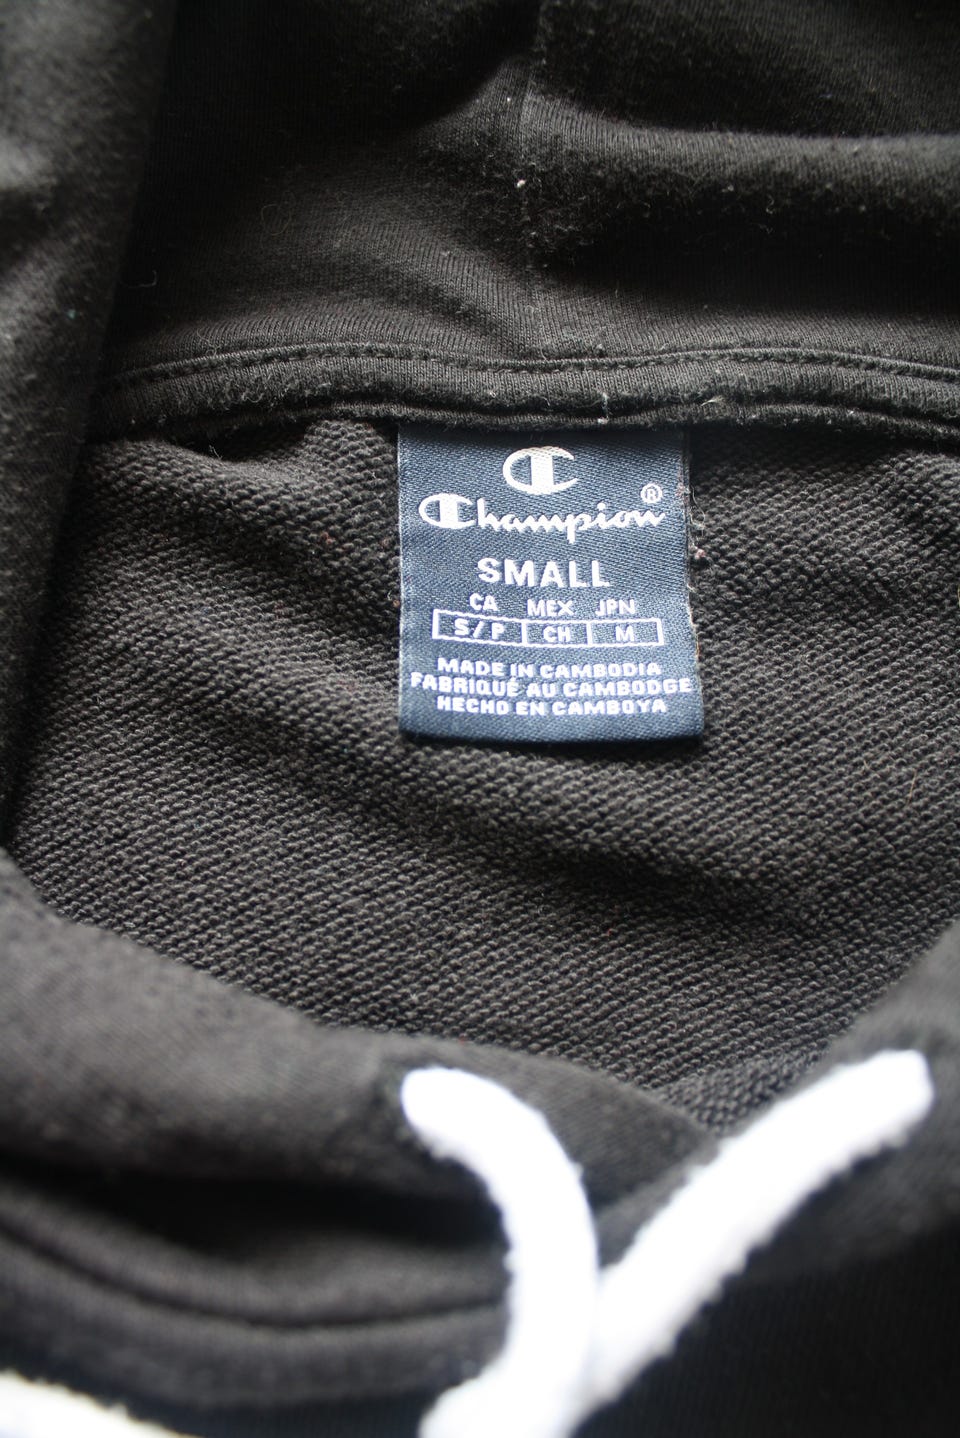 Champion®
SMALL
CA MEX JPN
S/P CH M
MADE IN CAMBODIA
FABRIQUÉ AU CAMBODGE
HECHO EN CAMBOYA